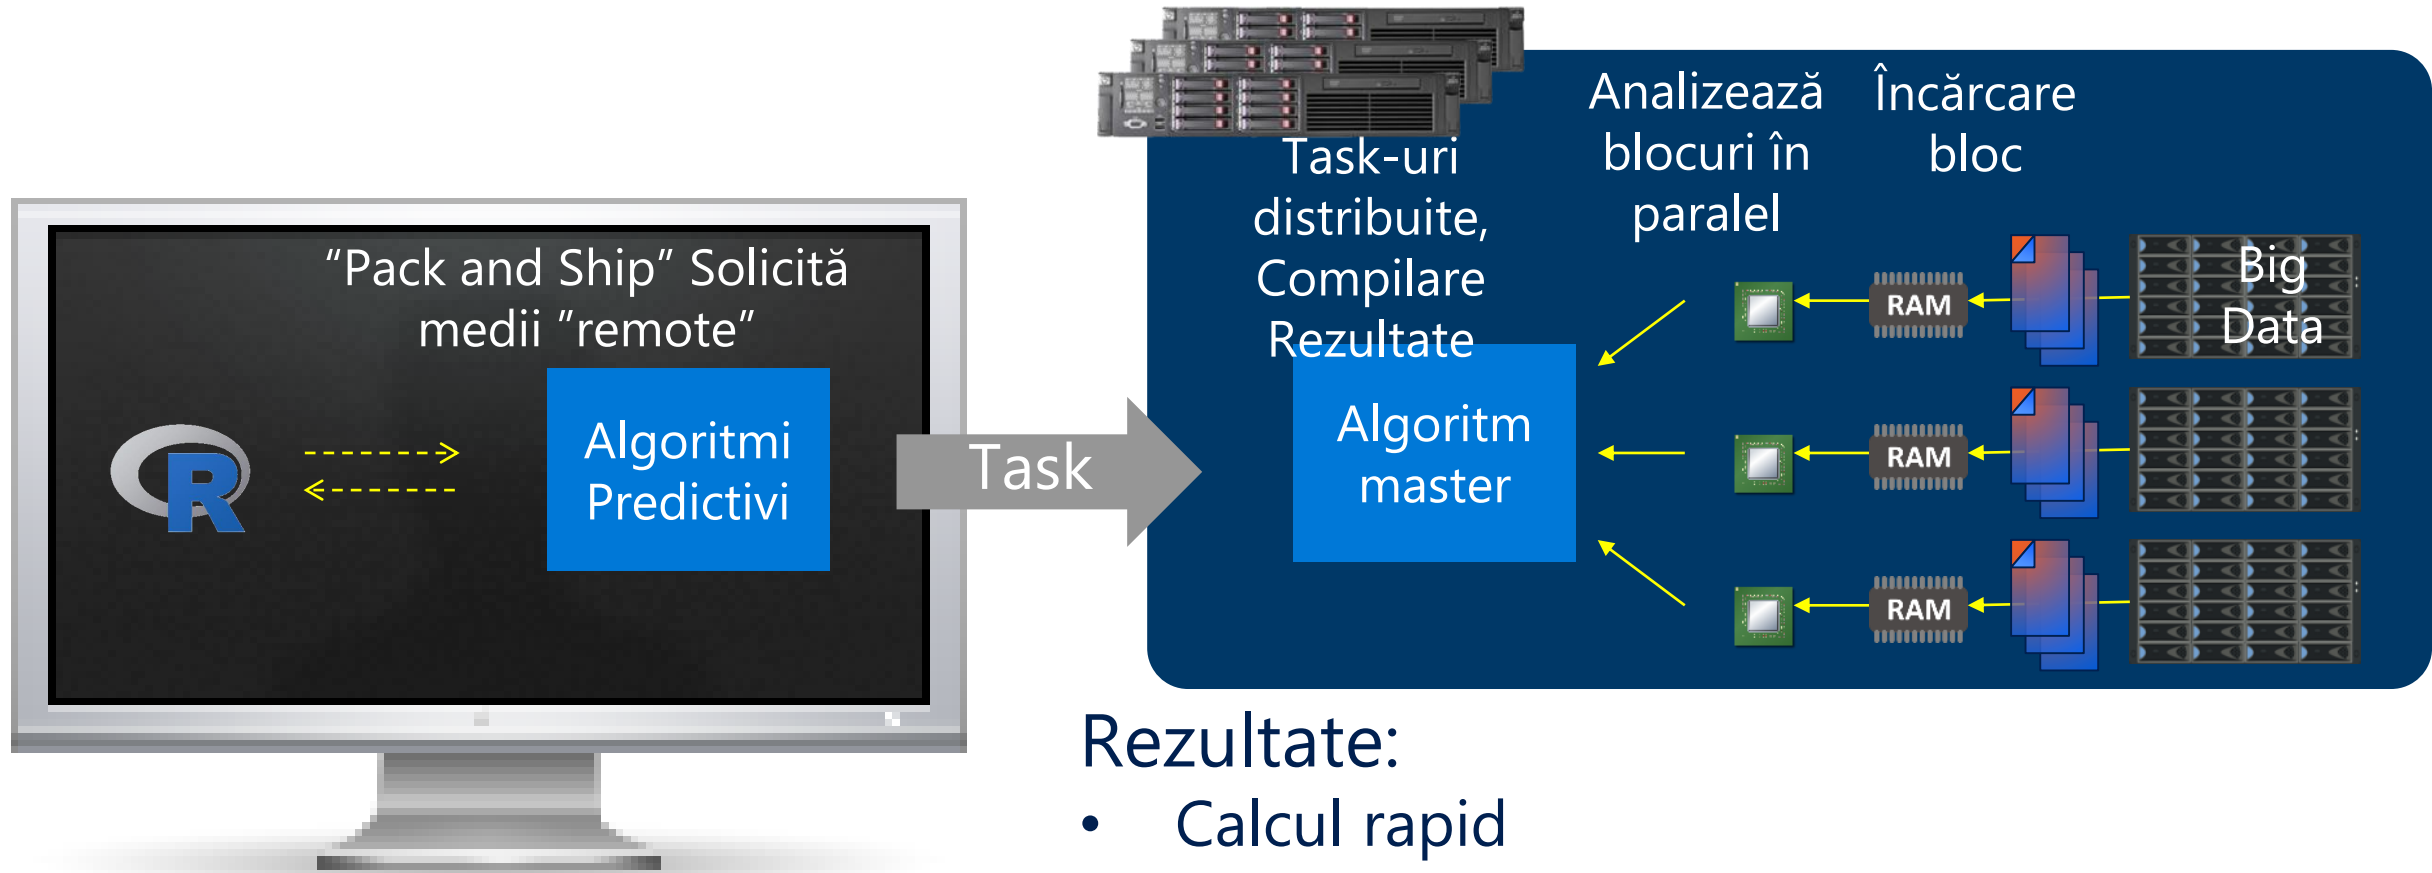 “Pack and Ship” Solicită
medii ”remote”
R
Algoritmi
Predictivi
Task
Task-uri
distribuite,
Compilare
Rezultate
Algoritm
master
Analizează
blocuri în
paralel
Încărcare
bloc
RAM
RAM
RAM
Big
Data
Rezultate:
• Calcul rapid